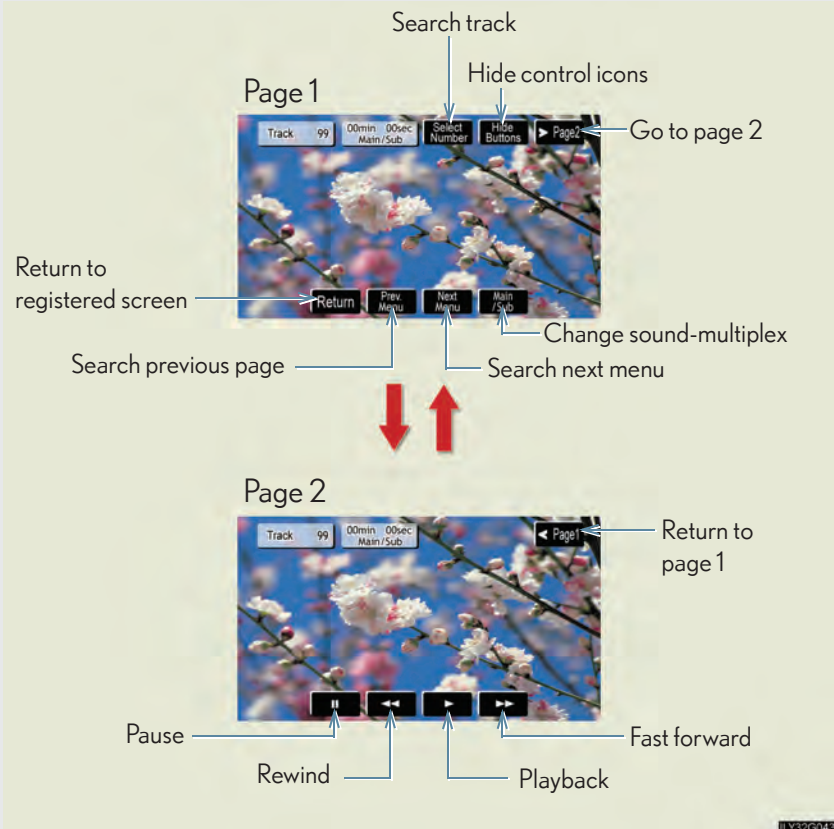 Search track
Hide control icons
Page 1
Track 99
00min 00sec
Main/Sub
Select
Number
Hide
Buttons
> Page2
Go to page 2
Return to
registered screen
Return
Prev.
Menu
Next
Menu
Main
/Sub
Change sound-multiplex
Search previous page
Search next menu
Page 2
Track 99
00min 00sec
Main/Sub
< Page1
Return to
page 1
Pause
Fast forward
Rewind
Playback